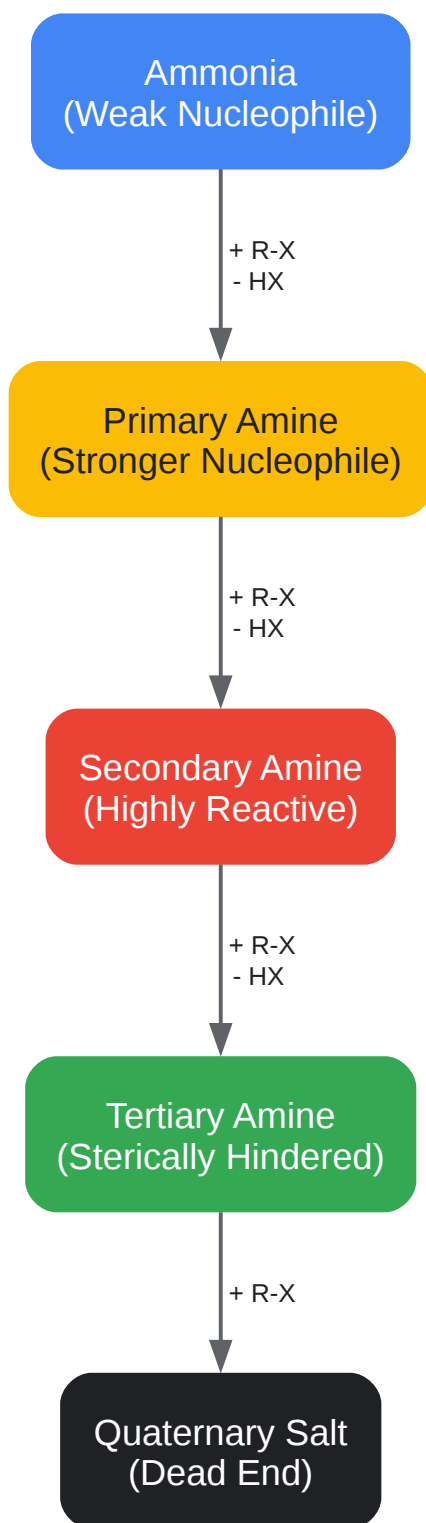 Ammonia
(Weak Nucleophile)
+ R-X
- HX
Primary Amine
(Stronger Nucleophile)
+ R-X
- HX
Secondary Amine
(Highly Reactive)
+ R-X
- HX
Tertiary Amine
(Sterically Hindered)
+ R-X
Quaternary Salt
(Dead End)